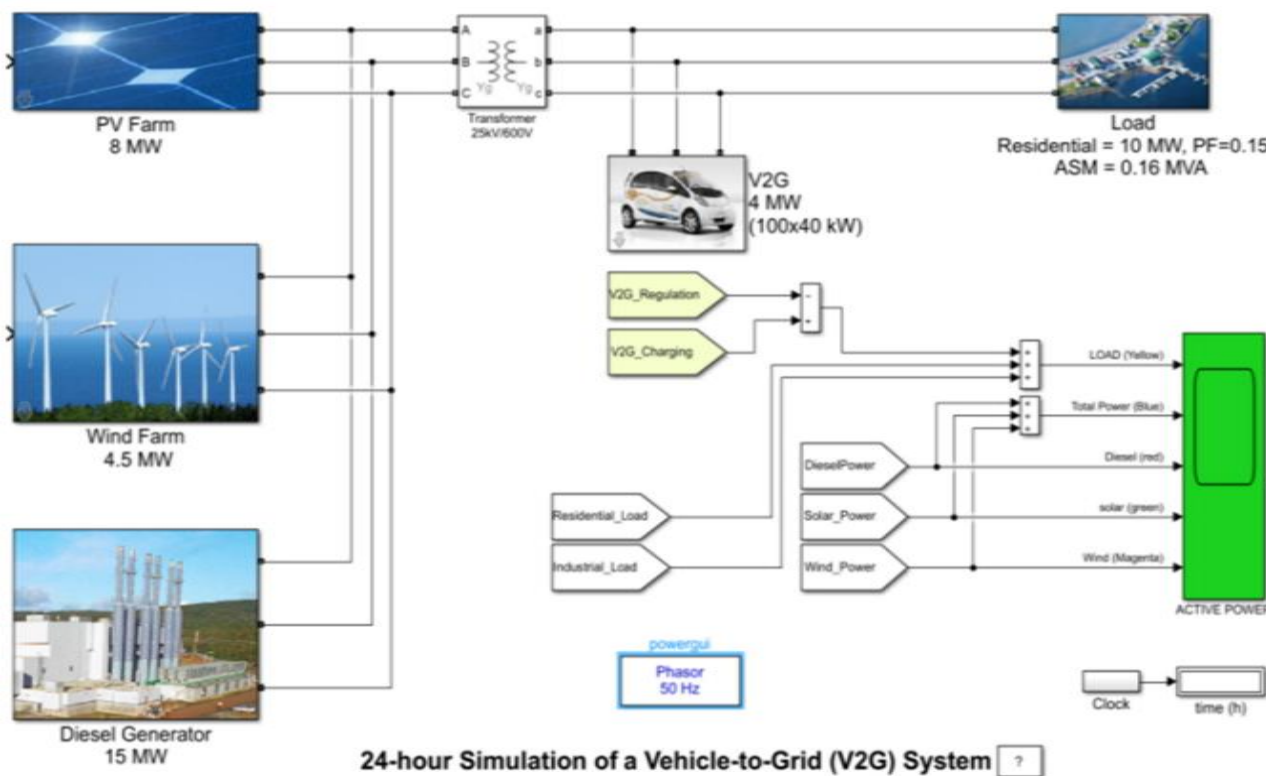 PV Farm
8 MW
A
B
C
Yg
Yg
a
b
c
Transformer
25kV/600V
Load
Residential = 10 MW, PF=0.15
ASM = 0.16 MVA
V2G
4 MW
(100x40 kW)
Wind Farm
4.5 MW
V2G_Regulation
V2G_Charging
LOAD (Yellow)
Total Power (Blue)
Diesel (red)
solar (green)
Wind (Magenta)
ACTIVE POWER
DieselPower
Solar_Power
Wind_Power
Residential_Load
Industrial_Load
Diesel Generator
15 MW
powergui
Phasor
50 Hz
Clock
time (h)
24-hour Simulation of a Vehicle-to-Grid (V2G) System
?